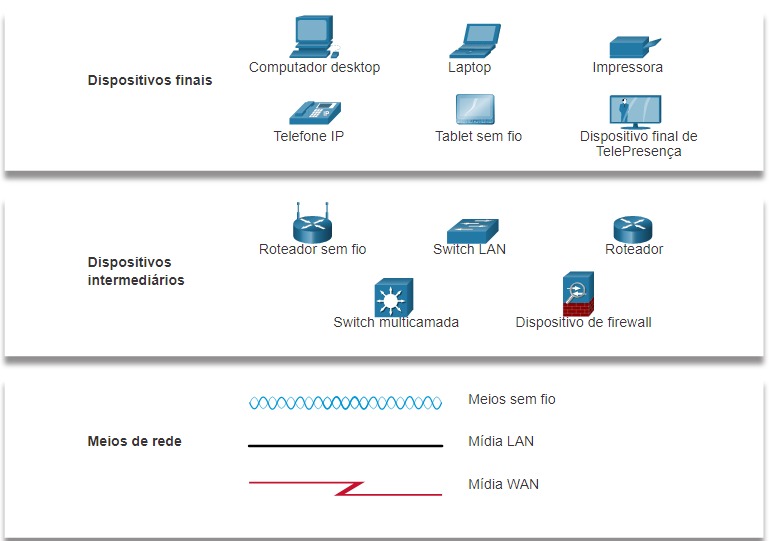 Dispositivos finais
Computador desktop
Laptop
Impressora
Telefone IP
Tablet sem fio
Dispositivo final de
TelePresença
Dispositivos
intermediários
Roteador sem fio
Switch LAN
Roteador
Switch multicamada
Dispositivo de firewall
Meios de rede
Meios sem fio
Mídia LAN
Mídia WAN